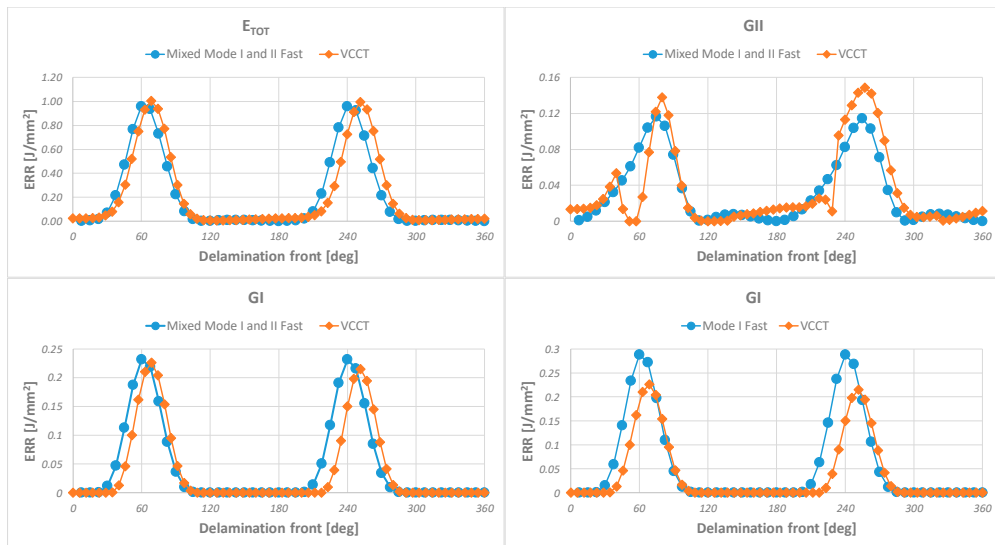 E_TOT
Mixed Mode I and II Fast VCCT
ERR [J/mm²]
1.20
1.00
0.80
0.60
0.40
0.20
0.00
0 60 120 180 240 300 360
Delamination front [deg]
GII
Mixed Mode I and II Fast VCCT
ERR [J/mm²]
0.16
0.12
0.08
0.04
0.00
0 60 120 180 240 300 360
Delamination front [deg]
GI
Mixed Mode I and II Fast VCCT
ERR [J/mm²]
0.25
0.2
0.15
0.1
0.05
0
0 60 120 180 240 300 360
Delamination front [deg]
GI
Mode I Fast VCCT
ERR [J/mm²]
0.3
0.25
0.2
0.15
0.1
0.05
0
0 60 120 180 240 300 360
Delamination front [deg]